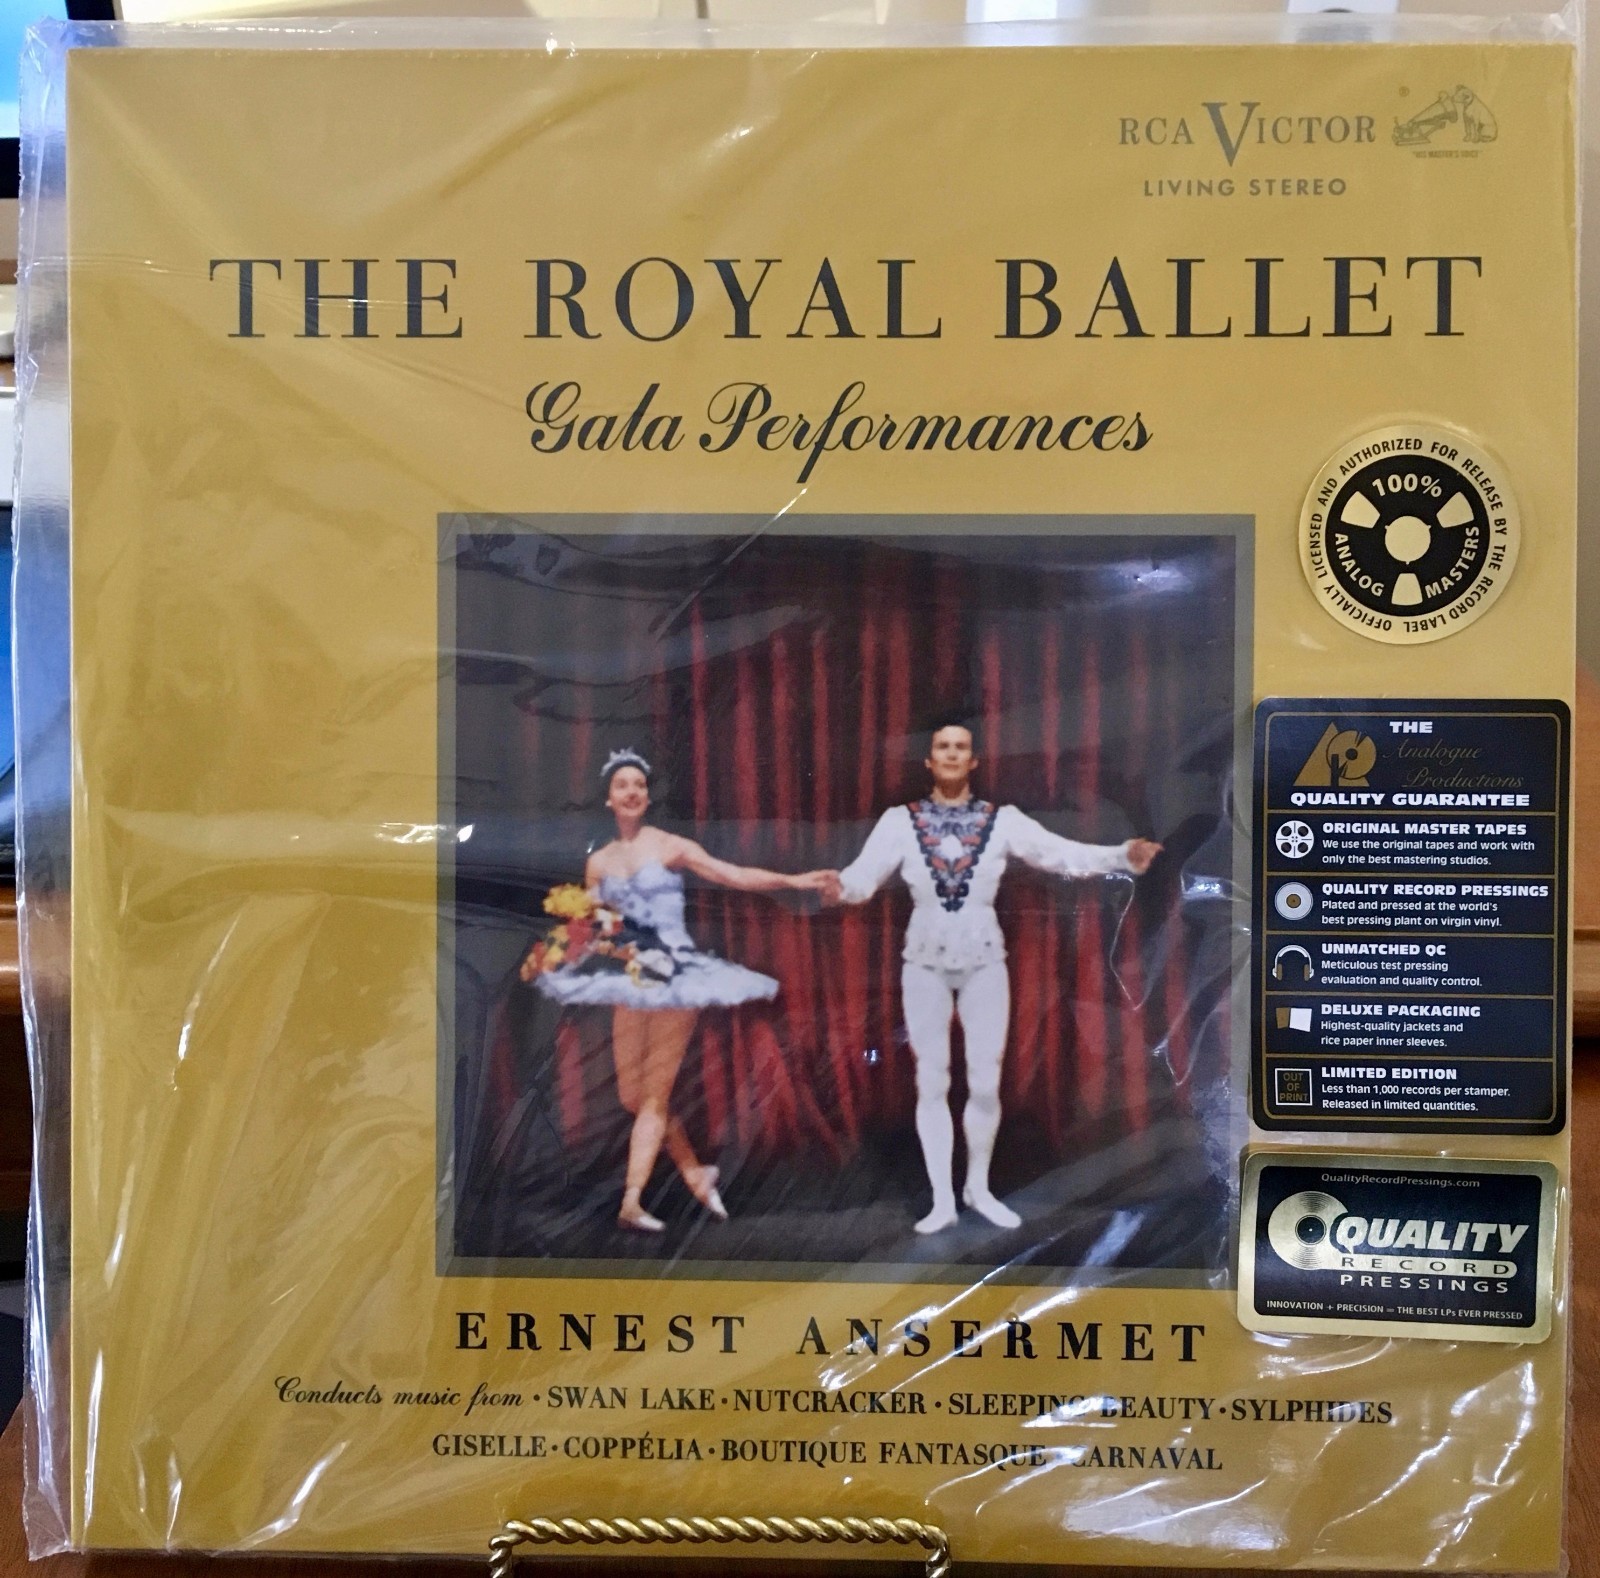 RCA VICTOR
"HIS MASTER'S VOICE"
LIVING STEREO
THE ROYAL BALLET
Gala Performances
OFFICIALLY LICENSED AND AUTHORIZED FOR RELEASE BY THE RECORD LABEL
100%
ANALOG MASTERS
THE
Analogue
Productions
QUALITY GUARANTEE
ORIGINAL MASTER TAPES
We use the original tapes and work with
only the best mastering studios.
QUALITY RECORD PRESSINGS
Plated and pressed at the world's
best pressing plant on virgin vinyl.
UNMATCHED QC
Meticulous test pressing
evaluation and quality control.
DELUXE PACKAGING
Highest-quality jackets and
rice paper inner sleeves.
OUT
OF
PRINT
LIMITED EDITION
Less than 1,000 records per stamper.
Released in limited quantities.
QualityRecordPressings.com
QUALITY
RECORD
PRESSINGS
INNOVATION + PRECISION = THE BEST LPs EVER PRESSED
ERNEST ANSERMET
Conducts music from · SWAN LAKE · NUTCRACKER · SLEEPING BEAUTY · SYLPHIDES
GISELLE · COPPÉLIA · BOUTIQUE FANTASQUE · CARNAVAL